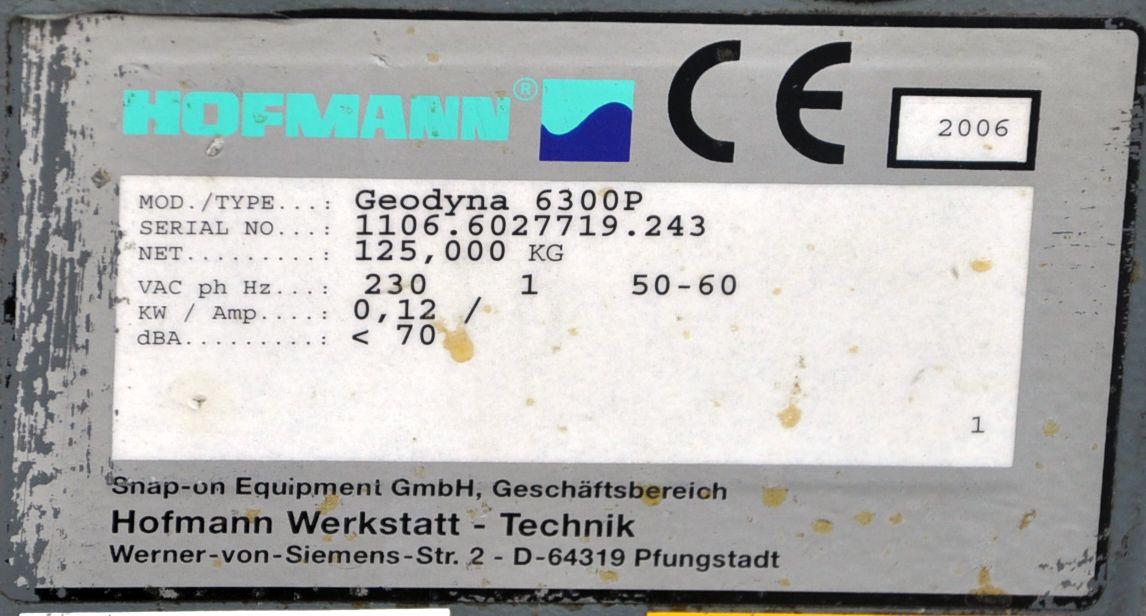 HOFMANN® CE 2006
MOD./TYPE...: Geodyna 6300P
SERIAL NO...: 1106.6027719.243
NET.........: 125,000 KG
VAC ph Hz...: 230 1 50-60
KW / Amp....: 0,12 /
dBA.........: < 70
1
Snap-on Equipment GmbH, Geschäftsbereich
Hofmann Werkstatt - Technik
Werner-von-Siemens-Str. 2 - D-64319 Pfungstadt